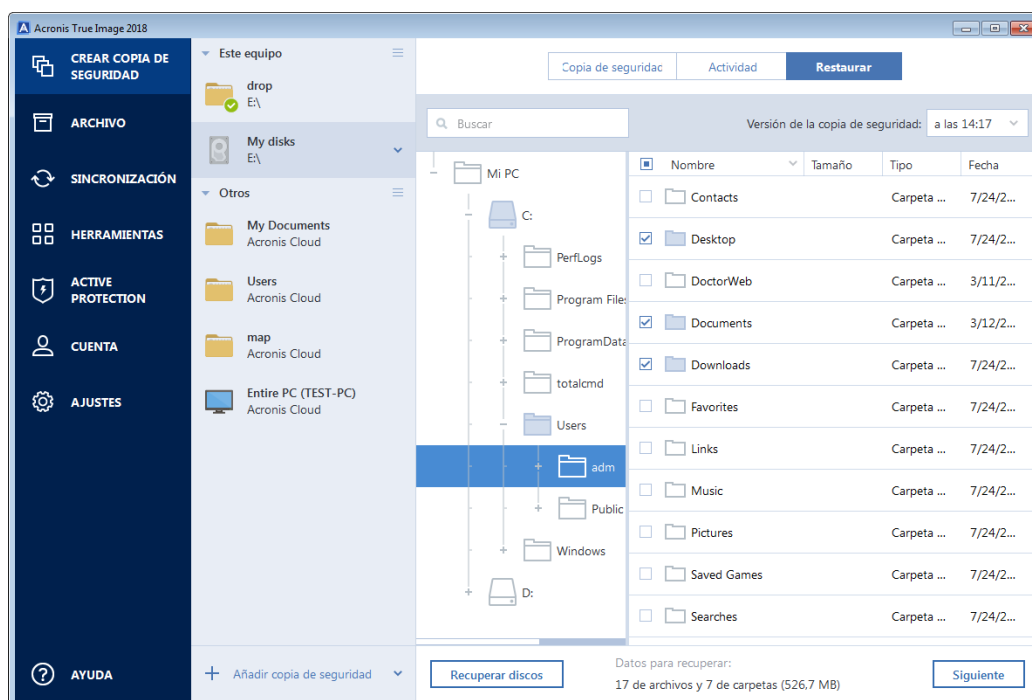 Acronis True Image 2018
CREAR COPIA DE
SEGURIDAD
ARCHIVO
SINCRONIZACIÓN
HERRAMIENTAS
ACTIVE
PROTECTION
CUENTA
AJUSTES
AYUDA
Este equipo
drop
E:\
My disks
E:\
Otros
My Documents
Acronis Cloud
Users
Acronis Cloud
map
Acronis Cloud
Entire PC (TEST-PC)
Acronis Cloud
Añadir copia de seguridad
Copia de seguridad
Actividad
Restaurar
Buscar
Versión de la copia de seguridad: a las 14:17
Mi PC
C:
PerfLogs
Program Files
ProgramData
totalcmd
Users
adm
Public
Windows
D:
Nombre Tamaño Tipo Fecha
Contacts Carpeta ... 7/24/2...
Desktop Carpeta ... 7/24/2...
DoctorWeb Carpeta ... 3/11/2...
Documents Carpeta ... 3/12/2...
Downloads Carpeta ... 7/24/2...
Favorites Carpeta ... 7/24/2...
Links Carpeta ... 7/24/2...
Music Carpeta ... 7/24/2...
Pictures Carpeta ... 7/24/2...
Saved Games Carpeta ... 7/24/2...
Searches Carpeta ... 7/24/2...
Recuperar discos
Datos para recuperar:
17 de archivos y 7 de carpetas (526,7 MB)
Siguiente